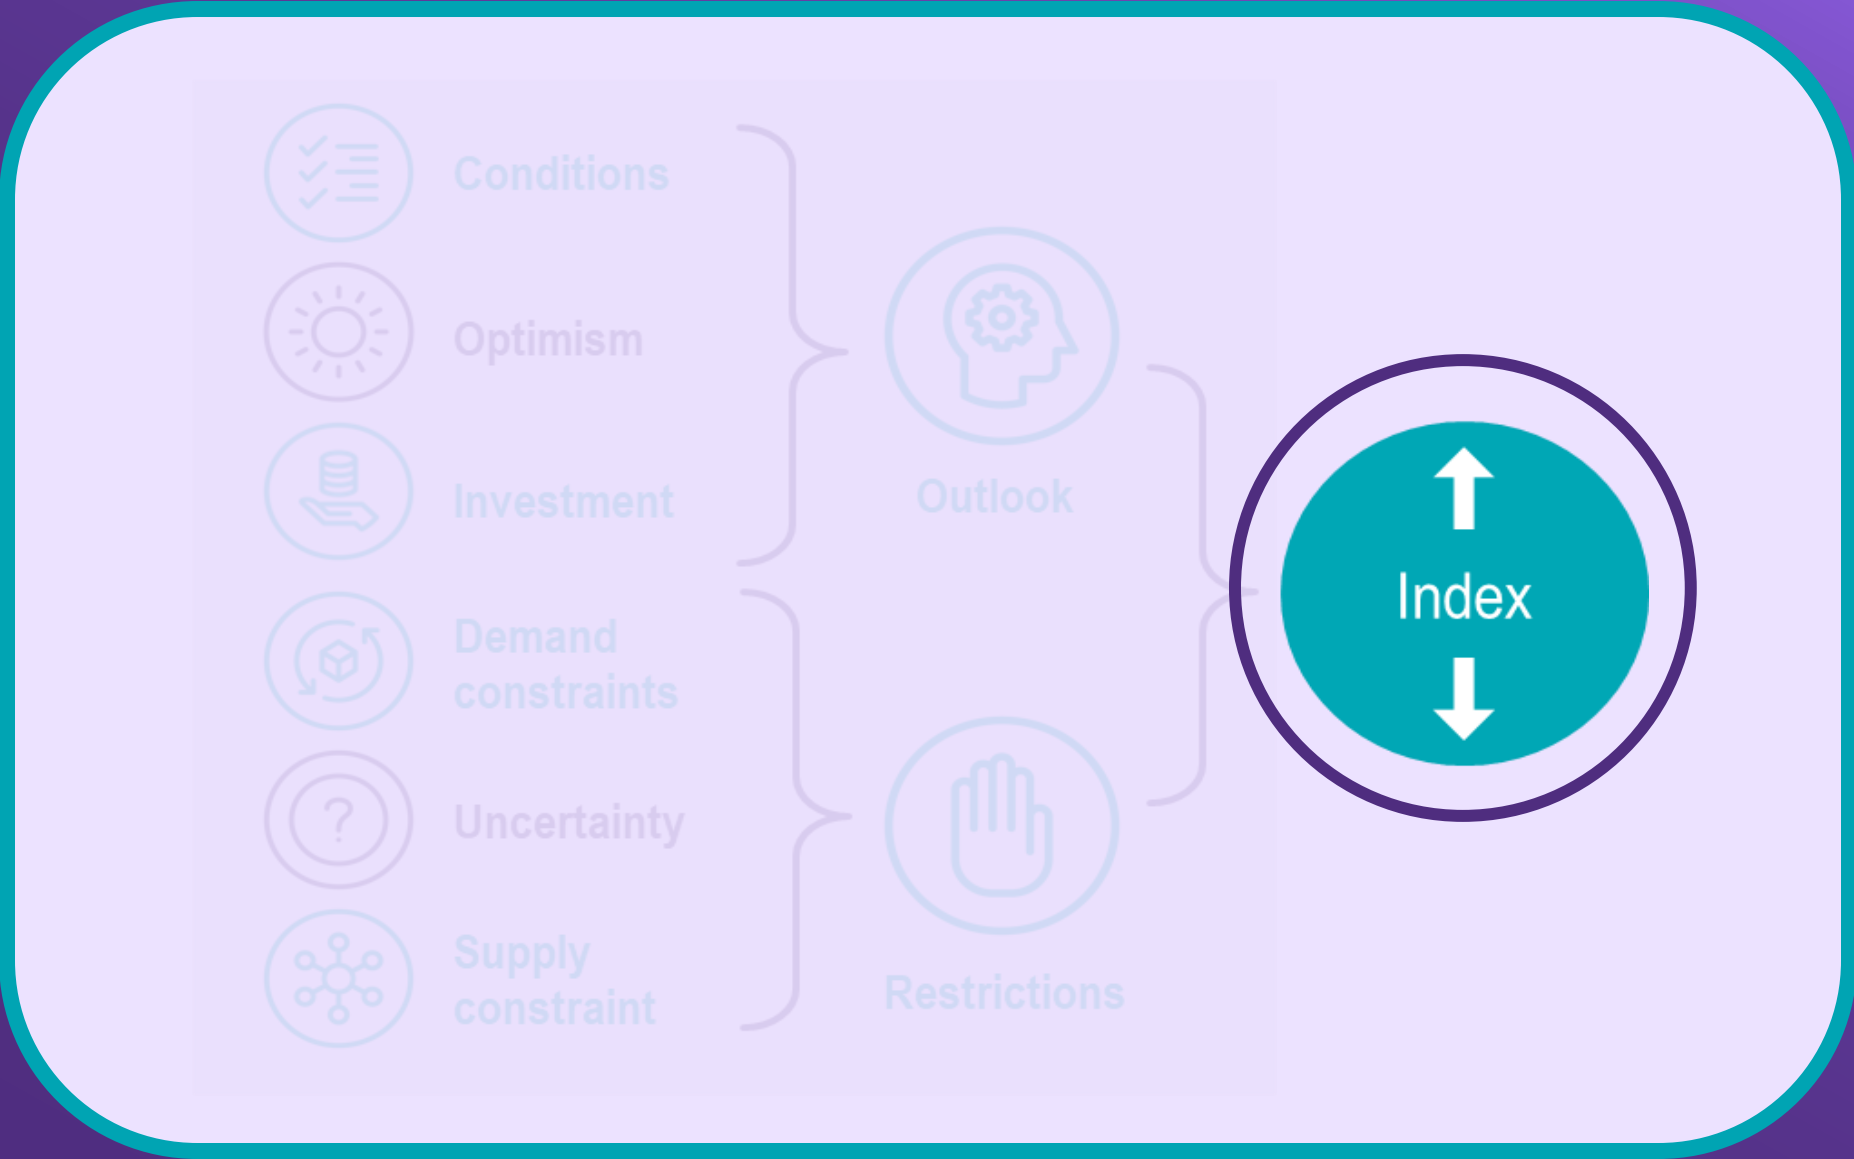 Conditions
Optimism
Investment
Demand
constraints
Uncertainty
Supply
constraint
Outlook
Restrictions
Index